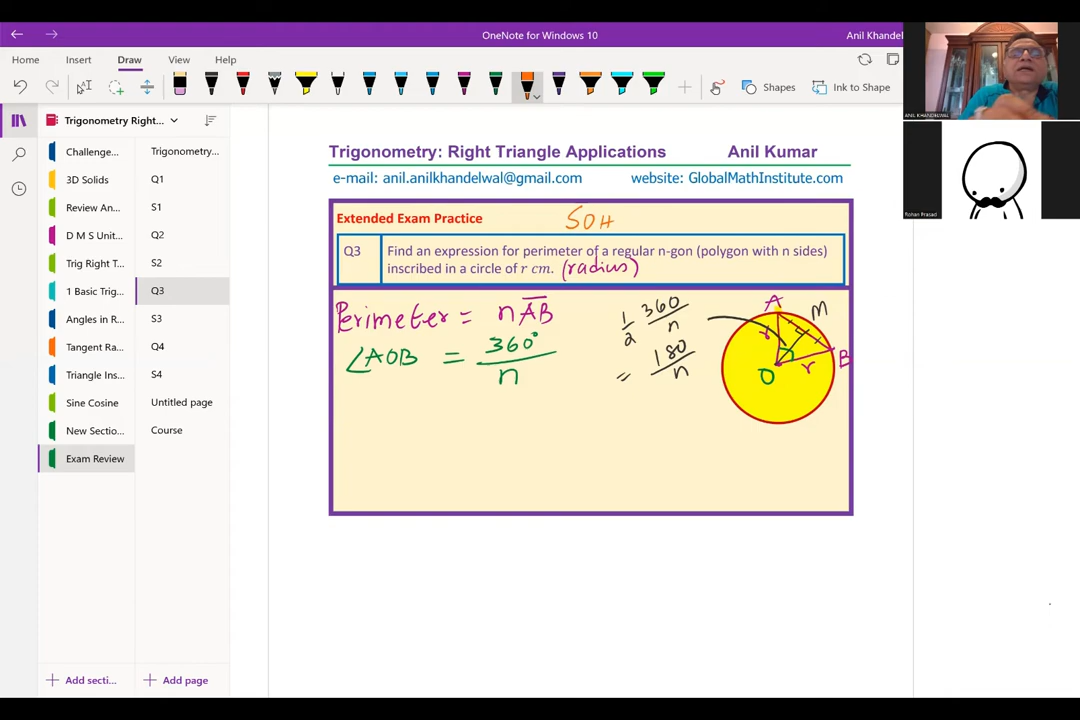 OneNote for Windows 10
Anil Khandel
Home Insert Draw View Help
Shapes Ink to Shape
Trigonometry Right...
Challenge...
3D Solids
Review An...
D M S Unit...
Trig Right T...
1 Basic Trig...
Angles in R...
Tangent Ra...
Triangle Ins...
Sine Cosine
New Sectio...
Exam Review
Trigonometry...
Q1
S1
Q2
S2
Q3
S3
Q4
S4
Untitled page
Course
Add secti...
Add page
Trigonometry: Right Triangle Applications Anil Kumar
e-mail: anil.anilkhandelwal@gmail.com website: GlobalMathInstitute.com
Extended Exam Practice SOH
Q3 Find an expression for perimeter of a regular n-gon (polygon with n sides)
inscribed in a circle of r cm. (radius)
Perimeter = n A̅B̅
∠AOB = 360°/n
1/2 360/n
= 180/n
A
M
B
r
r
O
ANIL KHANDELWAL
Rohan Prasad